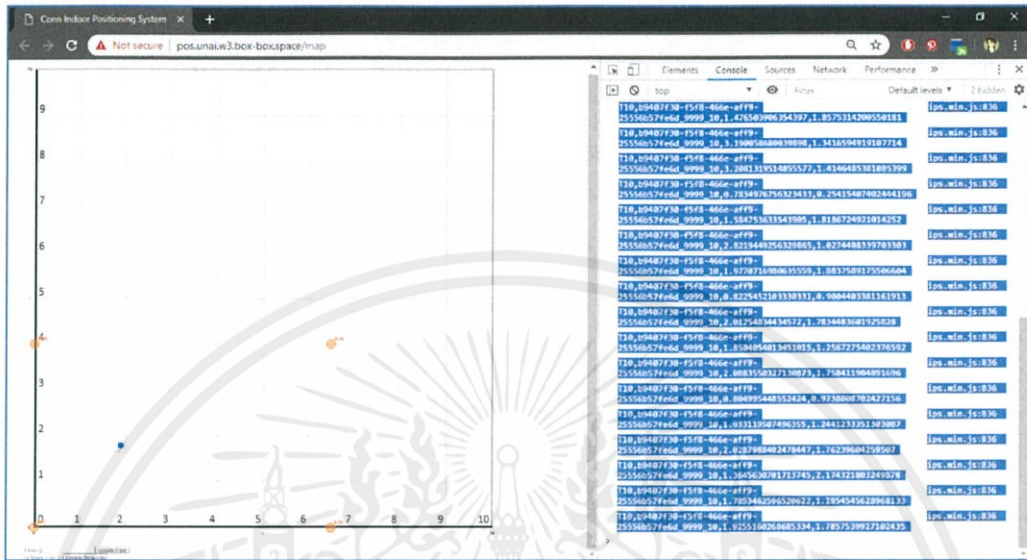 Conn Indoor Positioning System
Not secure | pos.unai.w3.box-box.space/map
Elements Console Sources Network Performance
top Filter Default levels ▼ 2 hidden
9
8
7
6
5
4
3
2
1
0 1 2 3 4 5 6 7 8 9 10
T10,b9407f30-f5f8-466e-aff9- ips.min.js:836
25556b57fe6d_9999_10,1.476503906354397,1.8575314200550181
T10,b9407f30-f5f8-466e-aff9- ips.min.js:836
25556b57fe6d_9999_10,3.190058680039898,1.3416594919107714
T10,b9407f30-f5f8-466e-aff9- ips.min.js:836
25556b57fe6d_9999_10,3.2081319514855577,1.4146485381085399
T10,b9407f30-f5f8-466e-aff9- ips.min.js:836
25556b57fe6d_9999_10,0.7834976756323433,0.25415407402444196
T10,b9407f30-f5f8-466e-aff9- ips.min.js:836
25556b57fe6d_9999_10,1.584753633543905,1.8186724921014252
T10,b9407f30-f5f8-466e-aff9- ips.min.js:836
25556b57fe6d_9999_10,2.8219449256329865,1.0274408339703303
T10,b9407f30-f5f8-466e-aff9- ips.min.js:836
25556b57fe6d_9999_10,1.9770716980635559,1.8837589175506604
T10,b9407f30-f5f8-466e-aff9- ips.min.js:836
25556b57fe6d_9999_10,0.8225452103330331,0.9004403381161913
T10,b9407f30-f5f8-466e-aff9- ips.min.js:836
25556b57fe6d_9999_10,2.01254834434572,1.7834483601925828
T10,b9407f30-f5f8-466e-aff9- ips.min.js:836
25556b57fe6d_9999_10,1.8504054013451015,1.2567275402376592
T10,b9407f30-f5f8-466e-aff9- ips.min.js:836
25556b57fe6d_9999_10,2.0083550327130873,1.758411904891696
T10,b9407f30-f5f8-466e-aff9- ips.min.js:836
25556b57fe6d_9999_10,0.804995448552424,0.9738008702427156
T10,b9407f30-f5f8-466e-aff9- ips.min.js:836
25556b57fe6d_9999_10,1.933119507496355,1.2441233351303087
T10,b9407f30-f5f8-466e-aff9- ips.min.js:836
25556b57fe6d_9999_10,2.0287988402478447,1.76239604259507
T10,b9407f30-f5f8-466e-aff9- ips.min.js:836
25556b57fe6d_9999_10,1.3645630701713745,2.174321803249828
T10,b9407f30-f5f8-466e-aff9- ips.min.js:836
25556b57fe6d_9999_10,1.7853462596520622,1.7854545628968133
T10,b9407f30-f5f8-466e-aff9- ips.min.js:836
25556b57fe6d_9999_10,1.9255160268685334,1.7857539927102435